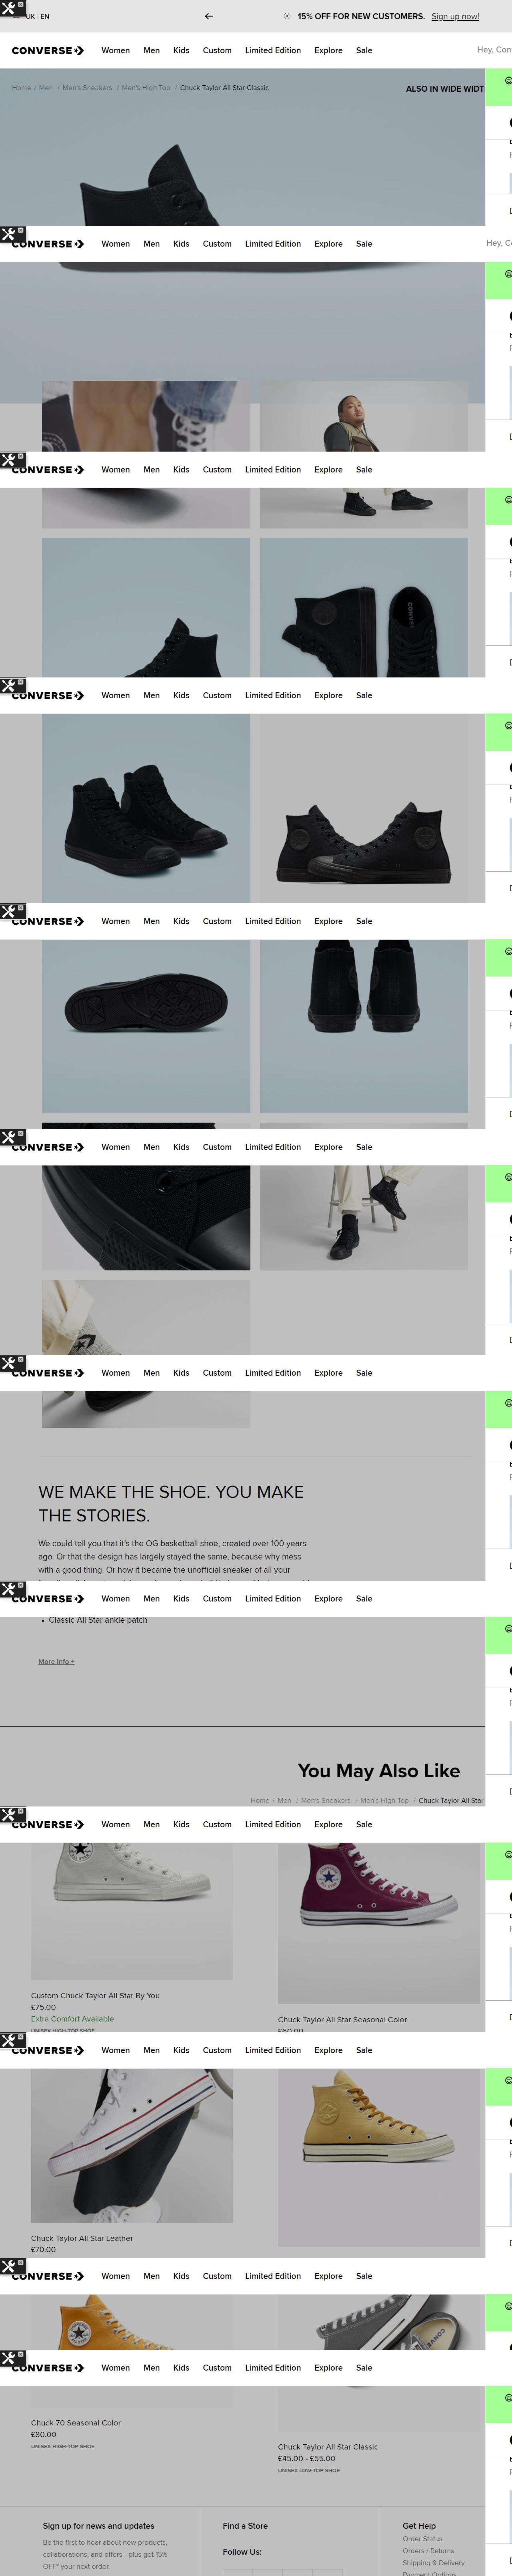 UK | EN
15% OFF FOR NEW CUSTOMERS. Sign up now!
CONVERSE Women Men Kids Custom Limited Edition Explore Sale
Home / Men / Men's Sneakers / Men's High Top / Chuck Taylor All Star Classic
ALSO IN WIDE
CONVERSE Women Men Kids Custom Limited Edition Explore Sale
CONVERSE Women Men Kids Custom Limited Edition Explore Sale
CONVERSE Women Men Kids Custom Limited Edition Explore Sale
CONVERSE Women Men Kids Custom Limited Edition Explore Sale
CONVERSE Women Men Kids Custom Limited Edition Explore Sale
CONVERSE Women Men Kids Custom Limited Edition Explore Sale
WE MAKE THE SHOE. YOU MAKE
THE STORIES.
We could tell you that it's the OG basketball shoe, created over 100 years
ago. Or that the design has largely stayed the same, because why mess
with a good thing. Or how it became the unofficial sneaker of all your
CONVERSE Women Men Kids Custom Limited Edition Explore Sale
• Classic All Star ankle patch
More Info +
You May Also Like
Home / Men / Men's Sneakers / Men's High Top / Chuck Taylor All Star
CONVERSE Women Men Kids Custom Limited Edition Explore Sale
Custom Chuck Taylor All Star By You
£75.00
Extra Comfort Available
UNISEX HIGH-TOP SHOE
Chuck Taylor All Star Seasonal Color
£60.00
CONVERSE Women Men Kids Custom Limited Edition Explore Sale
Chuck Taylor All Star Leather
£70.00
CONVERSE Women Men Kids Custom Limited Edition Explore Sale
CONVERSE Women Men Kids Custom Limited Edition Explore Sale
Chuck 70 Seasonal Color
£80.00
UNISEX HIGH-TOP SHOE
Chuck Taylor All Star Classic
£45.00 - £55.00
UNISEX LOW-TOP SHOE
Sign up for news and updates
Be the first to hear about new products,
collaborations, and offers—plus get 15%
OFF* your next order.
Find a Store
Follow Us:
Get Help
Order Status
Orders / Returns
Shipping & Delivery
Payment Options